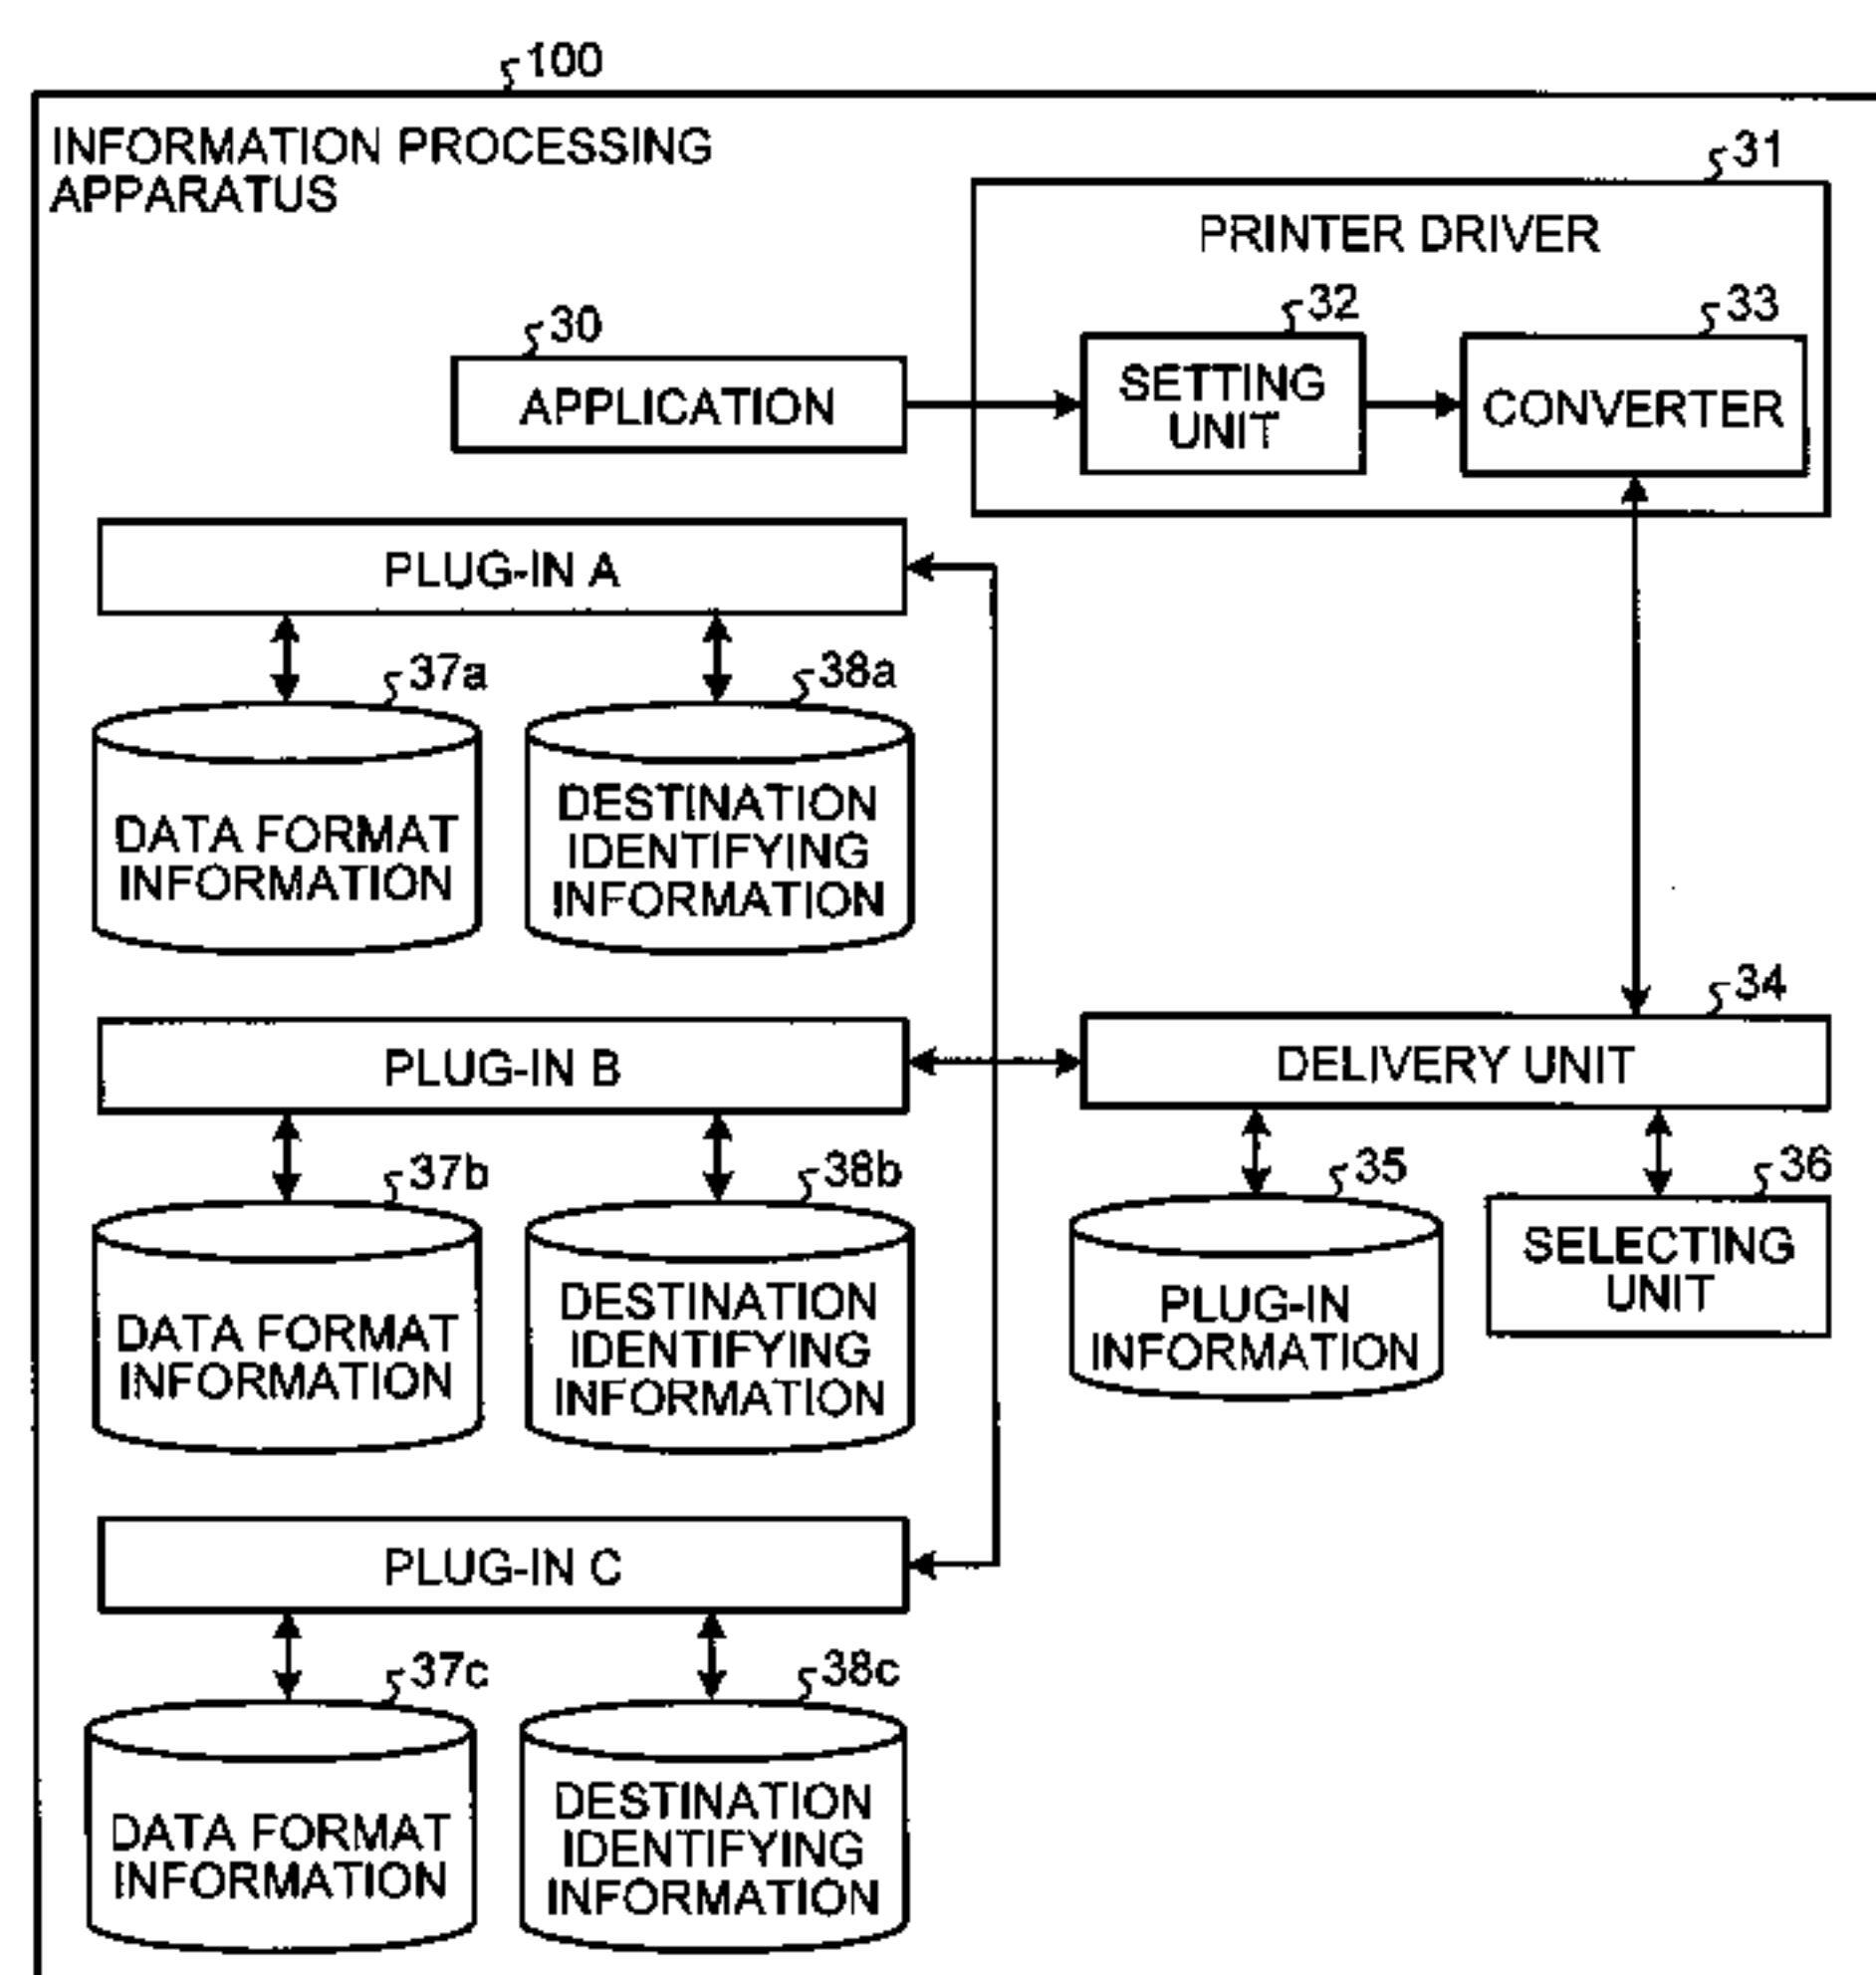 100
INFORMATION PROCESSING
APPARATUS
31
PRINTER DRIVER
30
APPLICATION
32
SETTING
UNIT
33
CONVERTER
PLUG-IN A
37a
DATA FORMAT
INFORMATION
38a
DESTINATION
IDENTIFYING
INFORMATION
34
DELIVERY UNIT
PLUG-IN B
37b
DATA FORMAT
INFORMATION
38b
DESTINATION
IDENTIFYING
INFORMATION
35
PLUG-IN
INFORMATION
36
SELECTING
UNIT
PLUG-IN C
37c
DATA FORMAT
INFORMATION
38c
DESTINATION
IDENTIFYING
INFORMATION